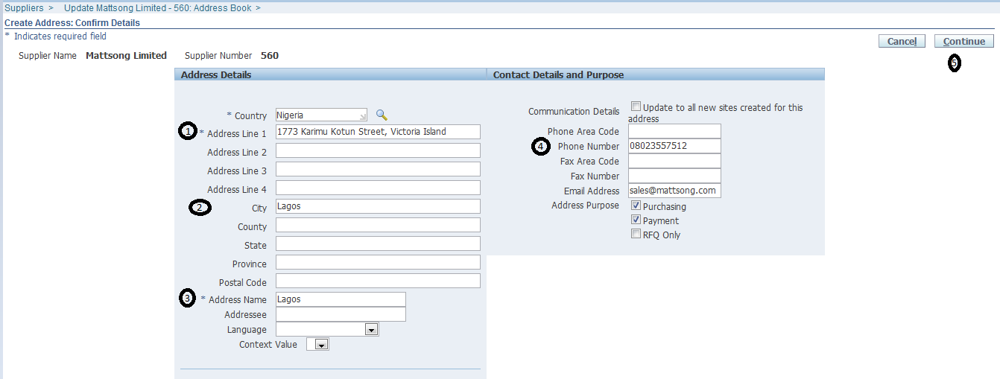 Suppliers > Update Mattsong Limited - 560: Address Book >
Create Address: Confirm Details
* Indicates required field
Cancel Continue
5
Supplier Name Mattsong Limited Supplier Number 560
Address Details
* Country Nigeria
1 * Address Line 1 1773 Karimu Kotun Street, Victoria Island
Address Line 2
Address Line 3
Address Line 4
2 City Lagos
County
State
Province
Postal Code
3 * Address Name Lagos
Addressee
Language
Context Value
Contact Details and Purpose
Communication Details Update to all new sites created for this
address
Phone Area Code
4 Phone Number 08023557512
Fax Area Code
Fax Number
Email Address sales@mattsong.com
Address Purpose Purchasing
Payment
RFQ Only